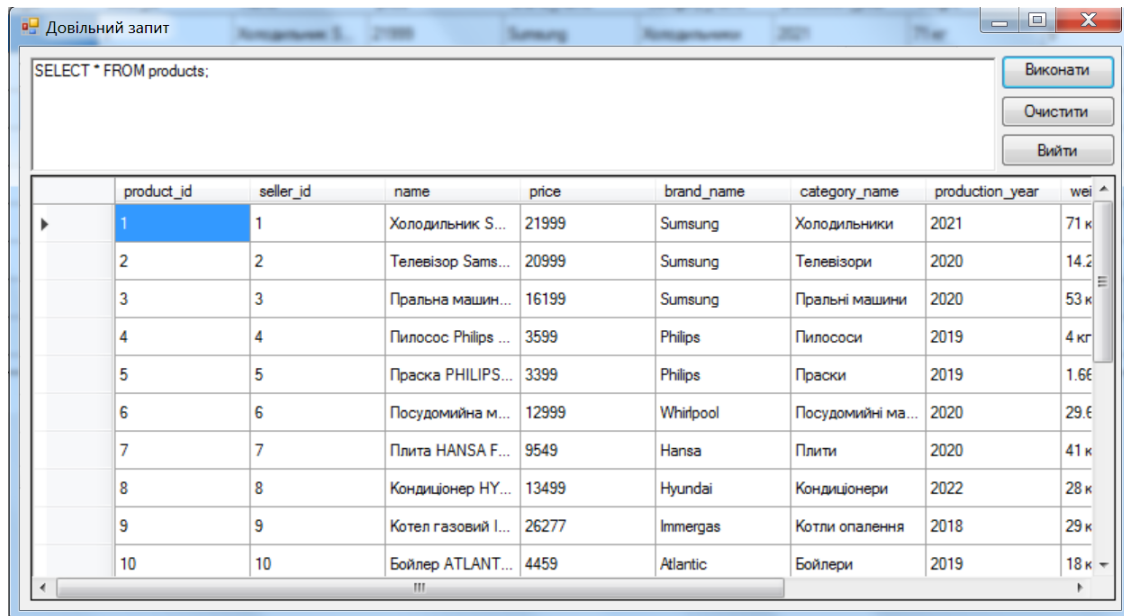 Довільний запит
SELECT * FROM products;
Виконати
Очистити
Вийти
product_id seller_id name price brand_name category_name production_year wei
1 1 Холодильник S... 21999 Sumsung Холодильники 2021 71 к
2 2 Телевізор Sams... 20999 Sumsung Телевізори 2020 14.2
3 3 Пральна машин... 16199 Sumsung Пральні машини 2020 53 к
4 4 Пилосос Philips ... 3599 Philips Пилососи 2019 4 кг
5 5 Праска PHILIPS... 3399 Philips Праски 2019 1.66
6 6 Посудомийна м... 12999 Whirlpool Посудомийні ма... 2020 29.6
7 7 Плита HANSA F... 9549 Hansa Плити 2020 41 к
8 8 Кондиціонер HY... 13499 Hyundai Кондиціонери 2022 28 к
9 9 Котел газовий I... 26277 Immergas Котли опалення 2018 29 к
10 10 Бойлер ATLANT... 4459 Atlantic Бойлери 2019 18 к